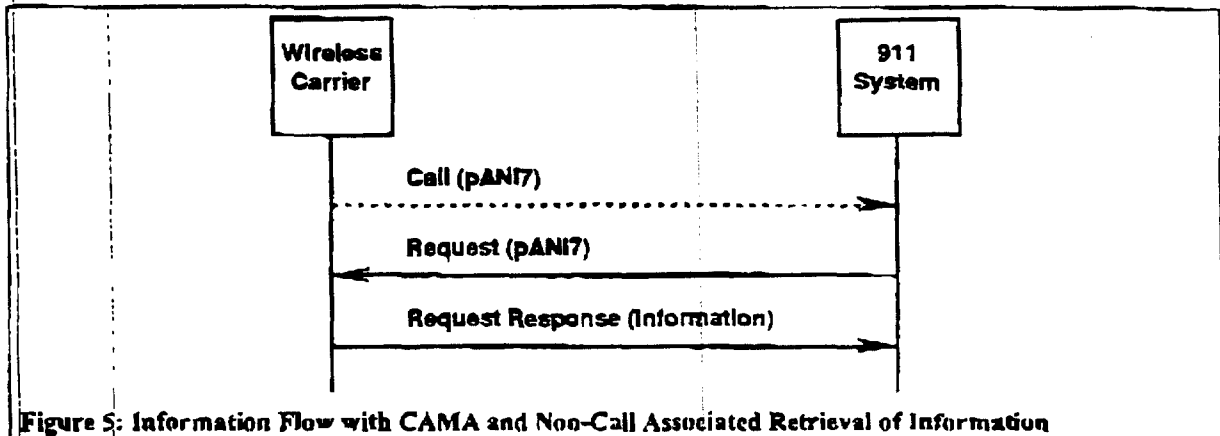 Wireless
Carrier
911
System
Call (pANI7)
Request (pANI7)
Request Response (Information)
Figure 5: Information Flow with CAMA and Non-Call Associated Retrieval of Information